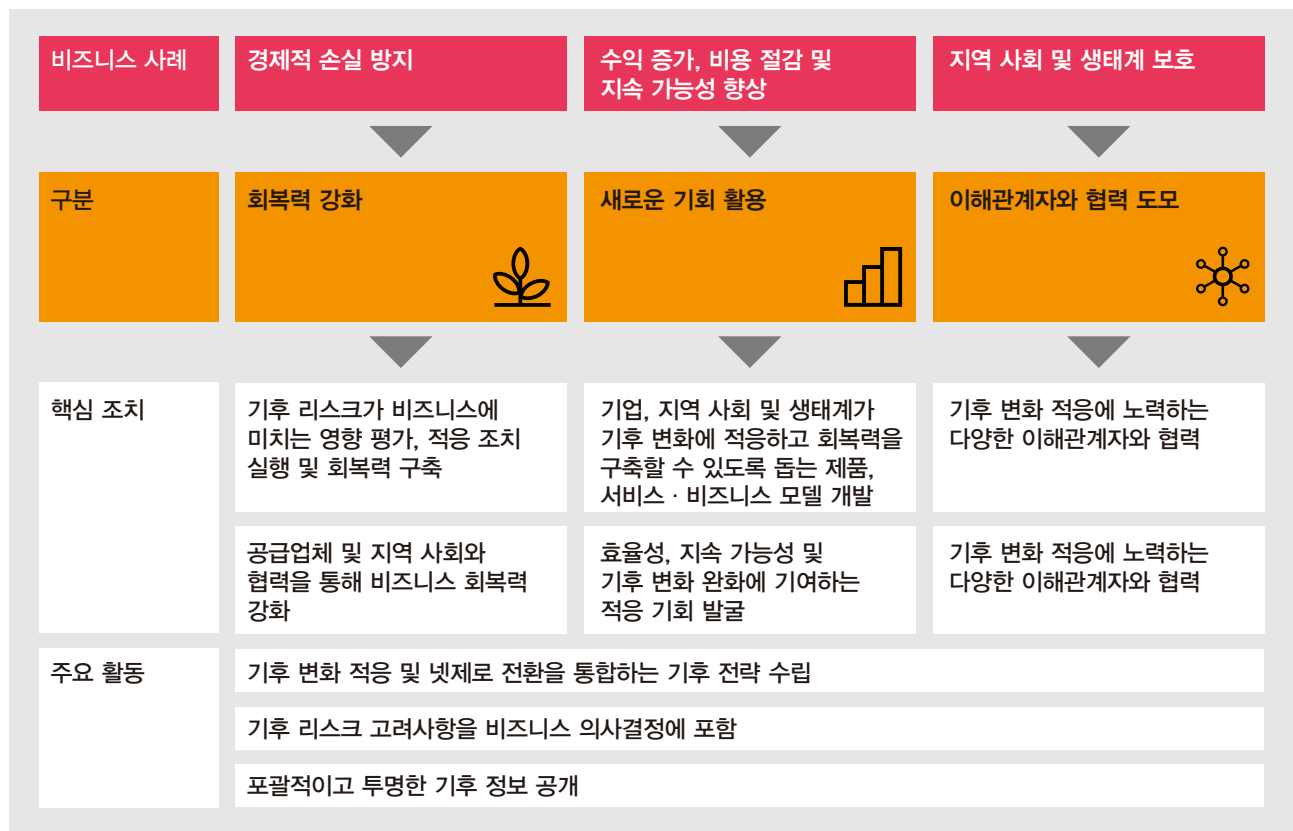 비즈니스 사례
경제적 손실 방지
수익 증가, 비용 절감 및
지속 가능성 향상
지역 사회 및 생태계 보호
구분
회복력 강화
새로운 기회 활용
이해관계자와 협력 도모
핵심 조치
기후 리스크가 비즈니스에
미치는 영향 평가, 적응 조치
실행 및 회복력 구축
기업, 지역 사회 및 생태계가
기후 변화에 적응하고 회복력을
구축할 수 있도록 돕는 제품,
서비스 · 비즈니스 모델 개발
기후 변화 적응에 노력하는
다양한 이해관계자와 협력
공급업체 및 지역 사회와
협력을 통해 비즈니스 회복력
강화
효율성, 지속 가능성 및
기후 변화 완화에 기여하는
적응 기회 발굴
기후 변화 적응에 노력하는
다양한 이해관계자와 협력
주요 활동
기후 변화 적응 및 넷제로 전환을 통합하는 기후 전략 수립
기후 리스크 고려사항을 비즈니스 의사결정에 포함
포괄적이고 투명한 기후 정보 공개